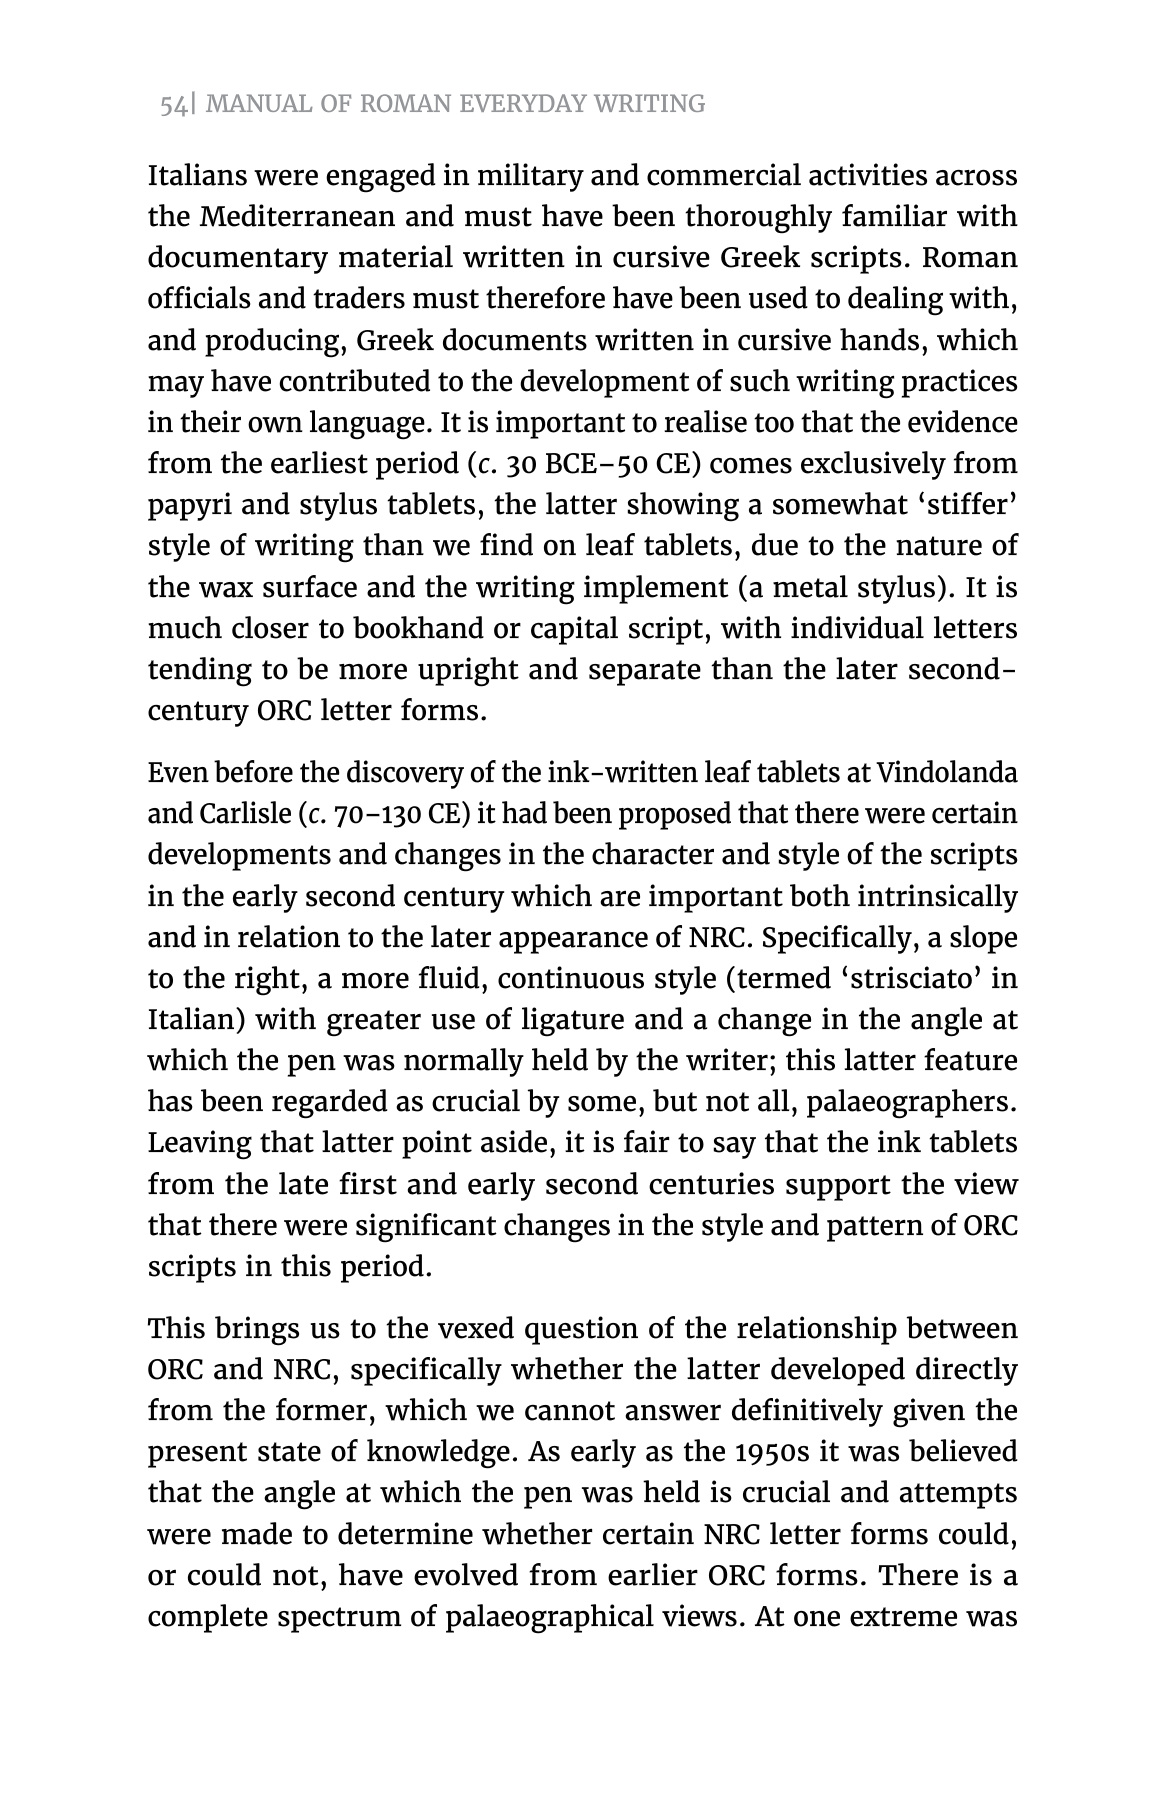 54| MANUAL OF ROMAN EVERYDAY WRITING
Italians were engaged in military and commercial activities across
the Mediterranean and must have been thoroughly familiar with
documentary material written in cursive Greek scripts. Roman
officials and traders must therefore have been used to dealing with,
and producing, Greek documents written in cursive hands, which
may have contributed to the development of such writing practices
in their own language. It is important to realise too that the evidence
from the earliest period (c. 30 BCE–50 CE) comes exclusively from
papyri and stylus tablets, the latter showing a somewhat ‘stiffer’
style of writing than we find on leaf tablets, due to the nature of
the wax surface and the writing implement (a metal stylus). It is
much closer to bookhand or capital script, with individual letters
tending to be more upright and separate than the later second-
century ORC letter forms.
Even before the discovery of the ink-written leaf tablets at Vindolanda
and Carlisle (c. 70–130 CE) it had been proposed that there were certain
developments and changes in the character and style of the scripts
in the early second century which are important both intrinsically
and in relation to the later appearance of NRC. Specifically, a slope
to the right, a more fluid, continuous style (termed ‘strisciato’ in
Italian) with greater use of ligature and a change in the angle at
which the pen was normally held by the writer; this latter feature
has been regarded as crucial by some, but not all, palaeographers.
Leaving that latter point aside, it is fair to say that the ink tablets
from the late first and early second centuries support the view
that there were significant changes in the style and pattern of ORC
scripts in this period.
This brings us to the vexed question of the relationship between
ORC and NRC, specifically whether the latter developed directly
from the former, which we cannot answer definitively given the
present state of knowledge. As early as the 1950s it was believed
that the angle at which the pen was held is crucial and attempts
were made to determine whether certain NRC letter forms could,
or could not, have evolved from earlier ORC forms. There is a
complete spectrum of palaeographical views. At one extreme was